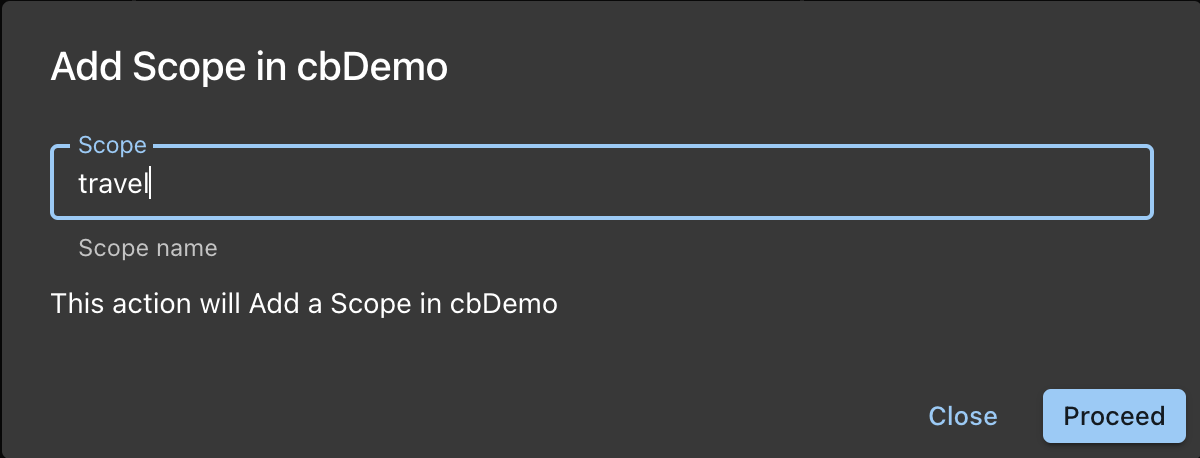 Add Scope in cbDemo
Scope
travel
Scope name
This action will Add a Scope in cbDemo
Close Proceed